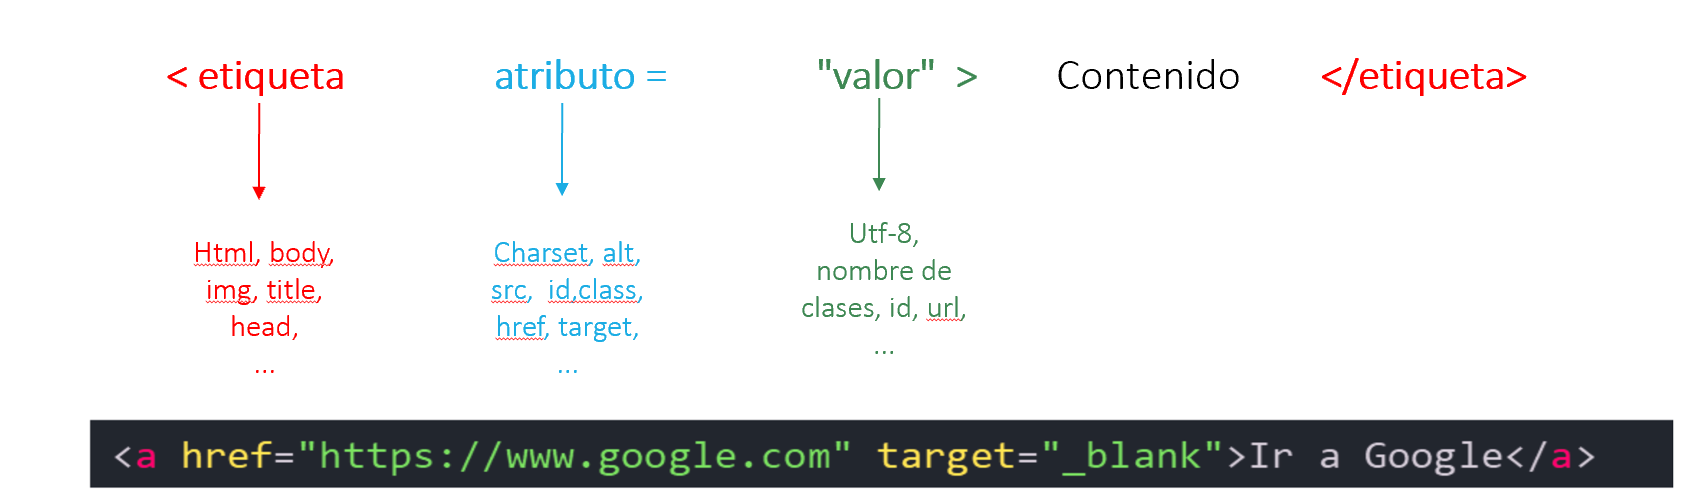 < etiqueta atributo = "valor" > Contenido </etiqueta>
Html, body,
img, title,
head,
...
Charset, alt,
src, id,class,
href, target,
...
Utf-8,
nombre de
clases, id, url,
...
<a href="https://www.google.com" target="_blank">Ir a Google</a>